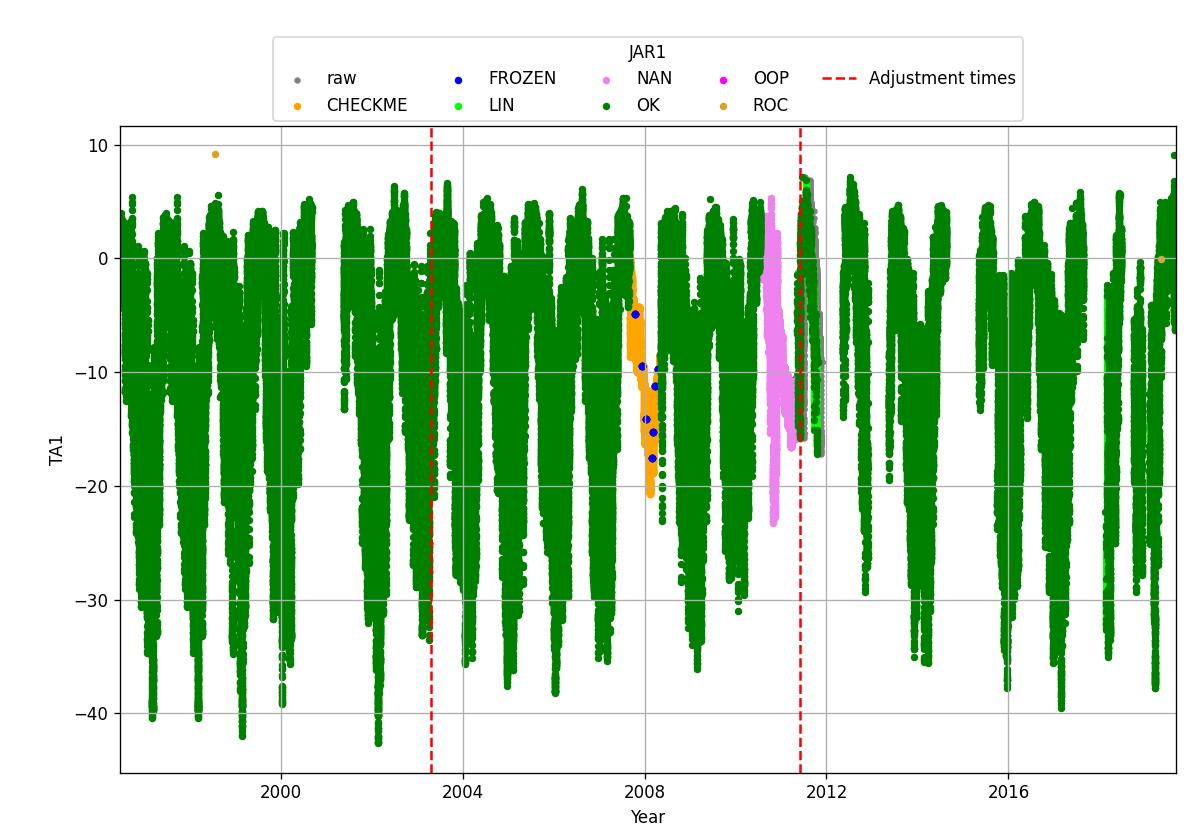 JAR1
raw FROZEN NAN OOP Adjustment times
CHECKME LIN OK ROC
10
0
−10
−20
−30
−40
TA1
2000 2004 2008 2012 2016
Year